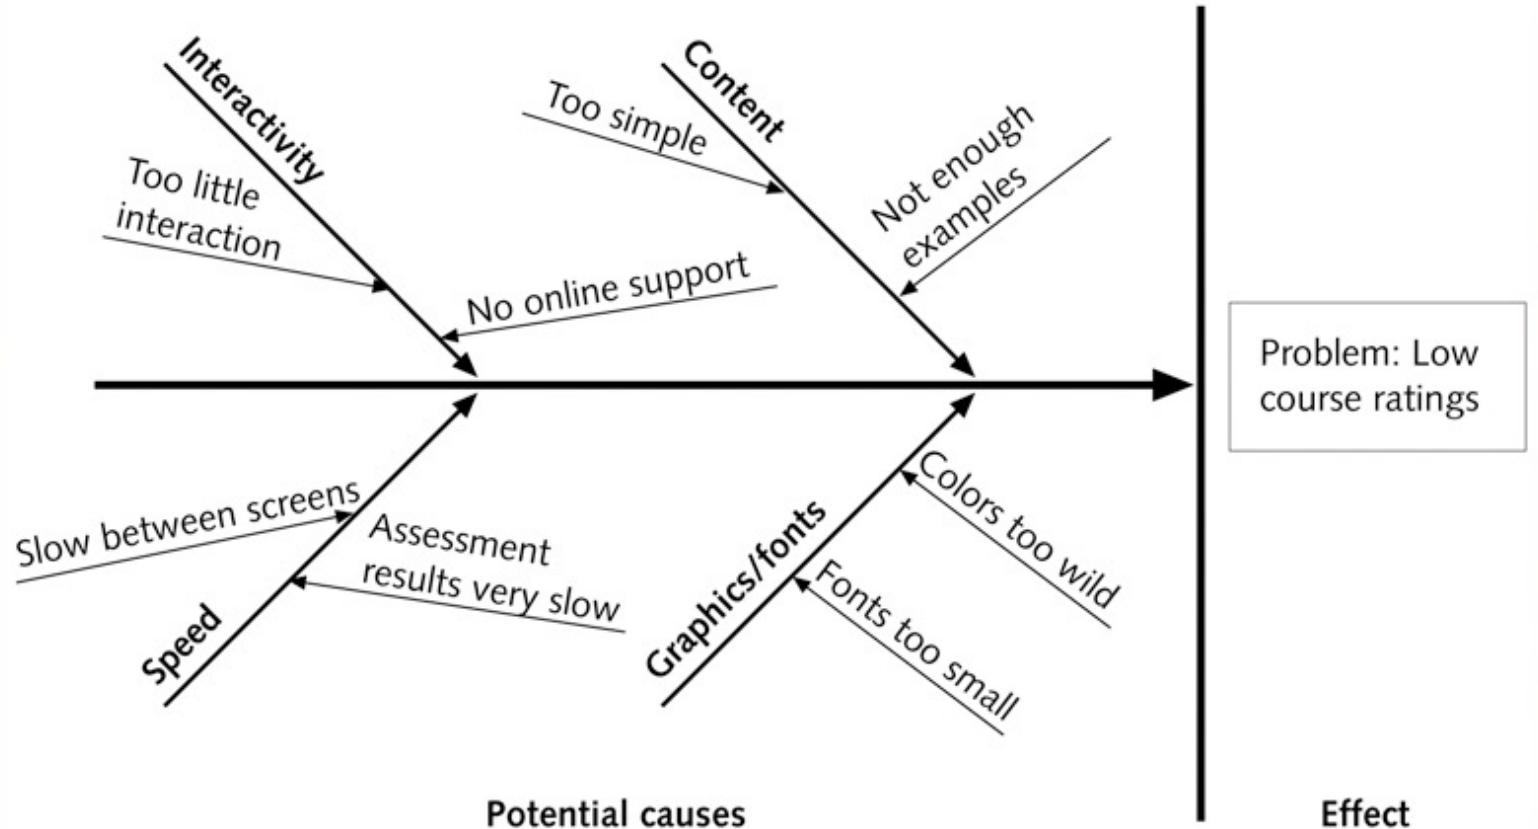 Interactivity
Too little
interaction
No online support
Content
Too simple
Not enough
examples
Problem: Low
course ratings
Slow between screens
Assessment
results very slow
Speed
Graphics/fonts
Colors too wild
Fonts too small
Potential causes
Effect